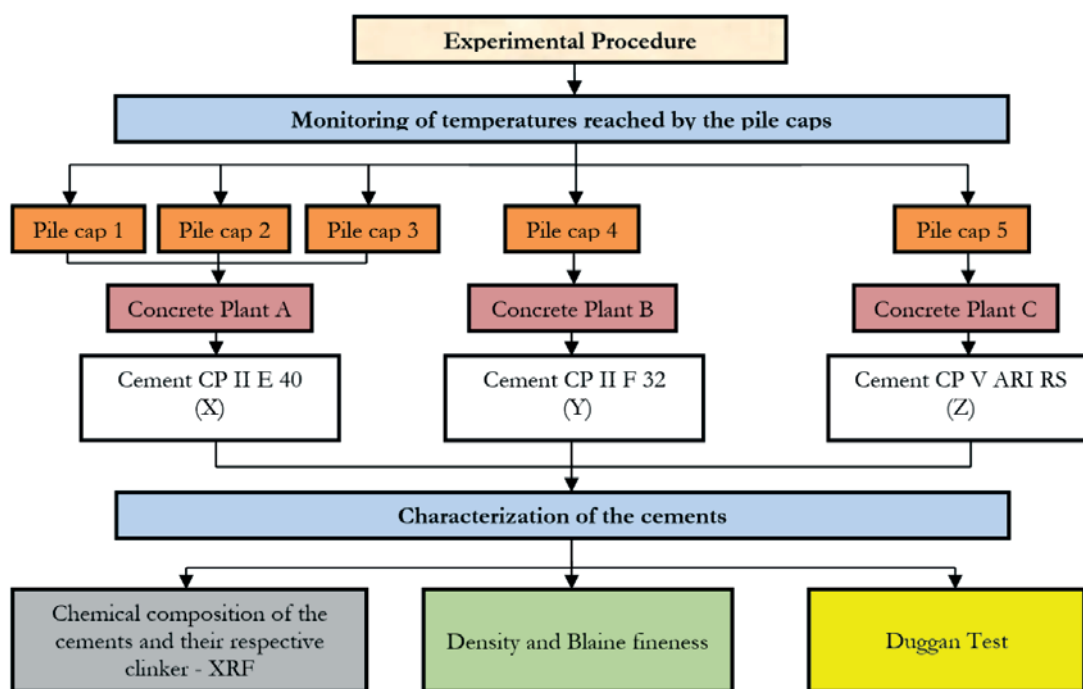 Experimental Procedure
Monitoring of temperatures reached by the pile caps
Pile cap 1
Pile cap 2
Pile cap 3
Pile cap 4
Pile cap 5
Concrete Plant A
Concrete Plant B
Concrete Plant C
Cement CP II E 40
(X)
Cement CP II F 32
(Y)
Cement CP V ARI RS
(Z)
Characterization of the cements
Chemical composition of the
cements and their respective
clinker - XRF
Density and Blaine fineness
Duggan Test